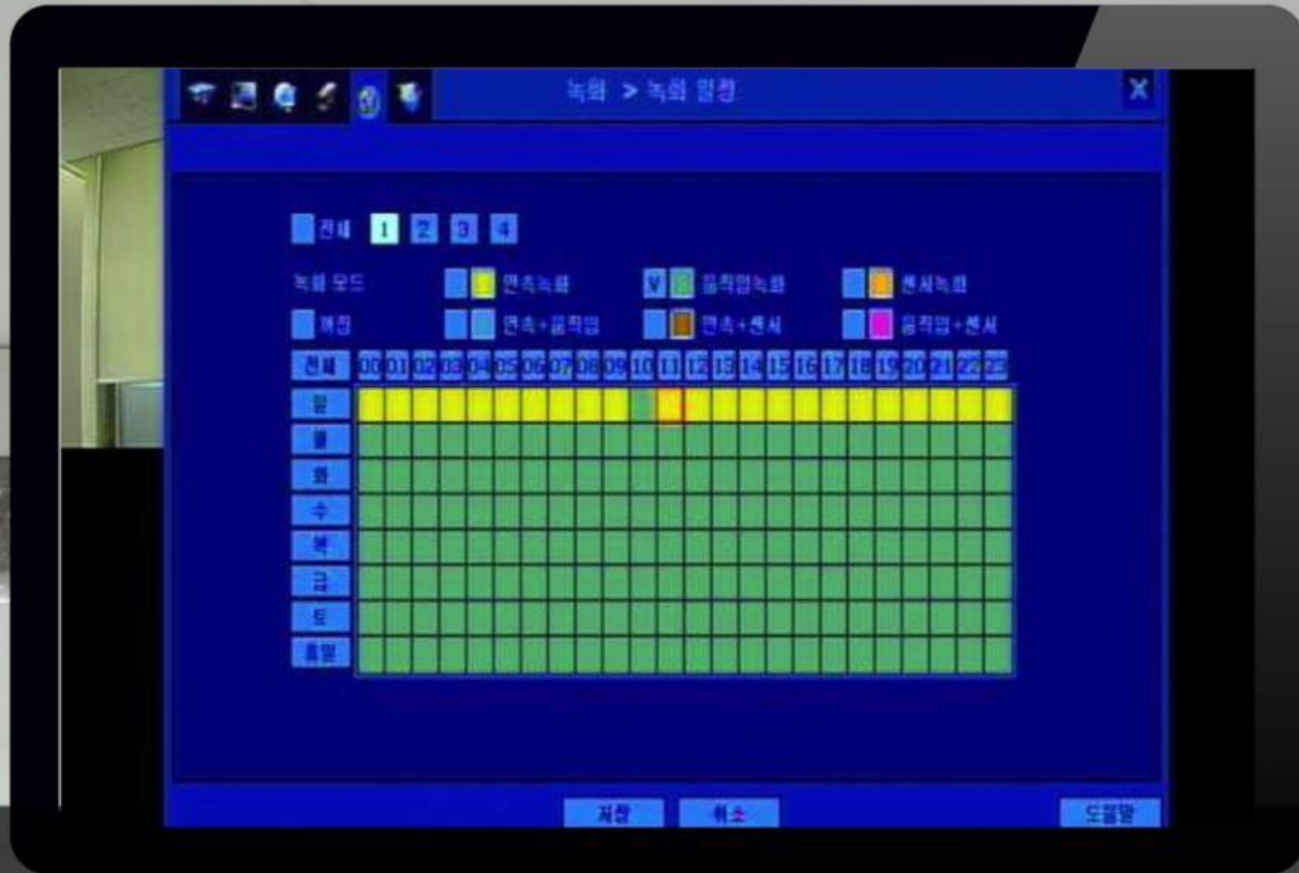 녹화 > 녹화 일정
X
전체 1 2 3 4
녹화 모드 연속녹화 V 움직임녹화 센서녹화
꺼짐 연속+움직임 연속+센서 움직임+센서
전체 00 01 02 03 04 05 06 07 08 09 10 11 12 13 14 15 16 17 18 19 20 21 22 23
일
월
화
수
목
금
토
휴일
저장 취소 도움말